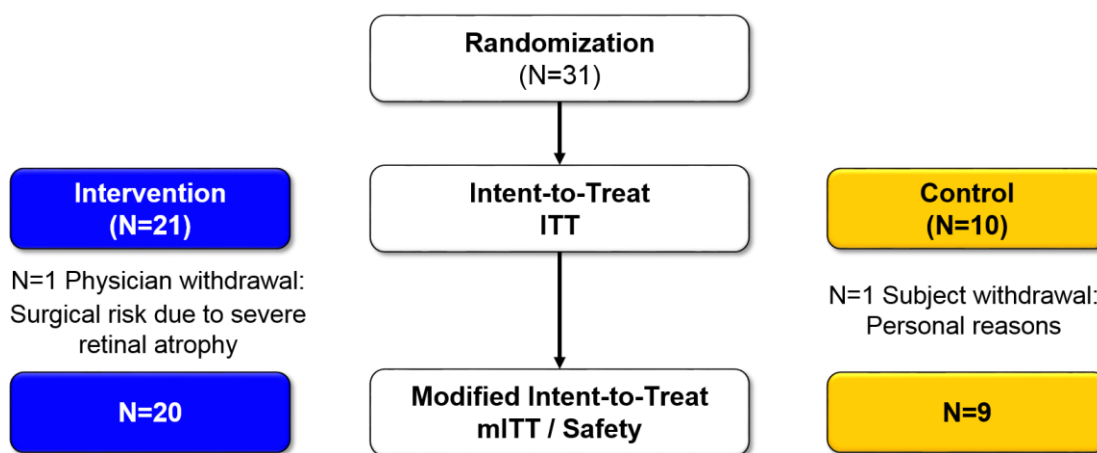 Randomization
(N=31)
Intervention
(N=21)
Intent-to-Treat
ITT
Control
(N=10)
N=1 Physician withdrawal:
Surgical risk due to severe
retinal atrophy
N=1 Subject withdrawal:
Personal reasons
N=20
Modified Intent-to-Treat
mITT / Safety
N=9